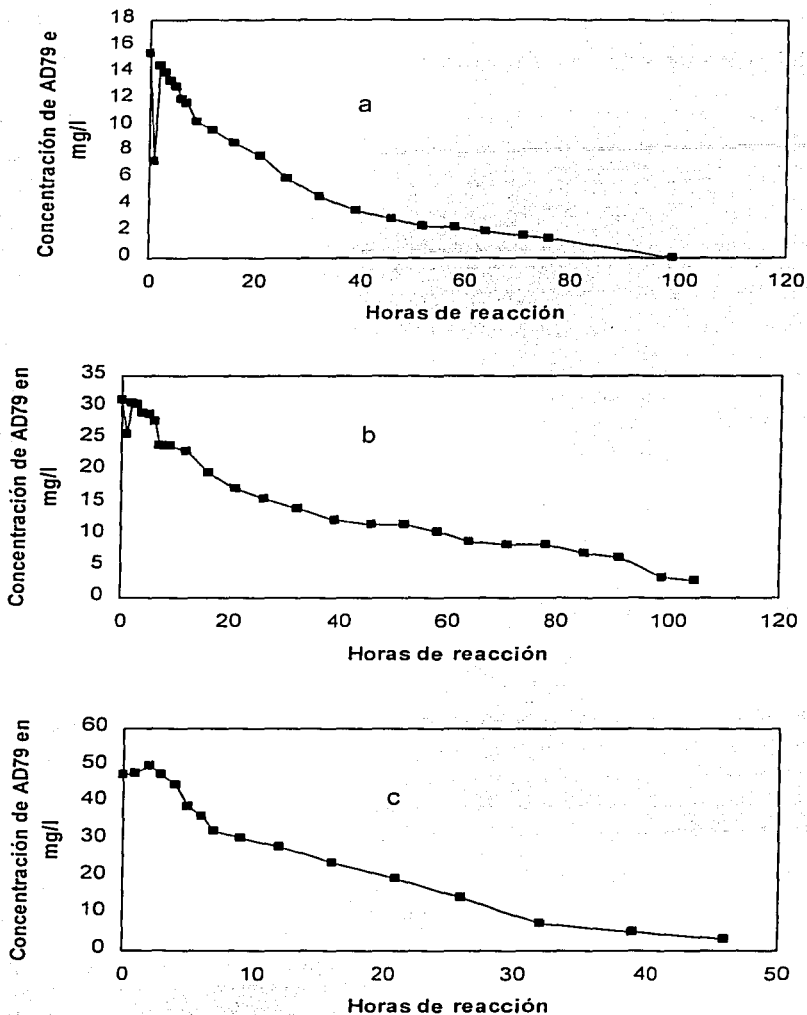 Concentración de AD79 e
mg/l
18
16
14
12
10
8
6
4
2
0
a
0 20 40 60 80 100 120
Horas de reacción
Concentración de AD79 en
mg/l
35
30
25
20
15
10
5
0
b
0 20 40 60 80 100 120
Horas de reacción
Concentración de AD79 en
mg/l
60
50
40
30
20
10
0
c
0 10 20 30 40 50
Horas de reacción